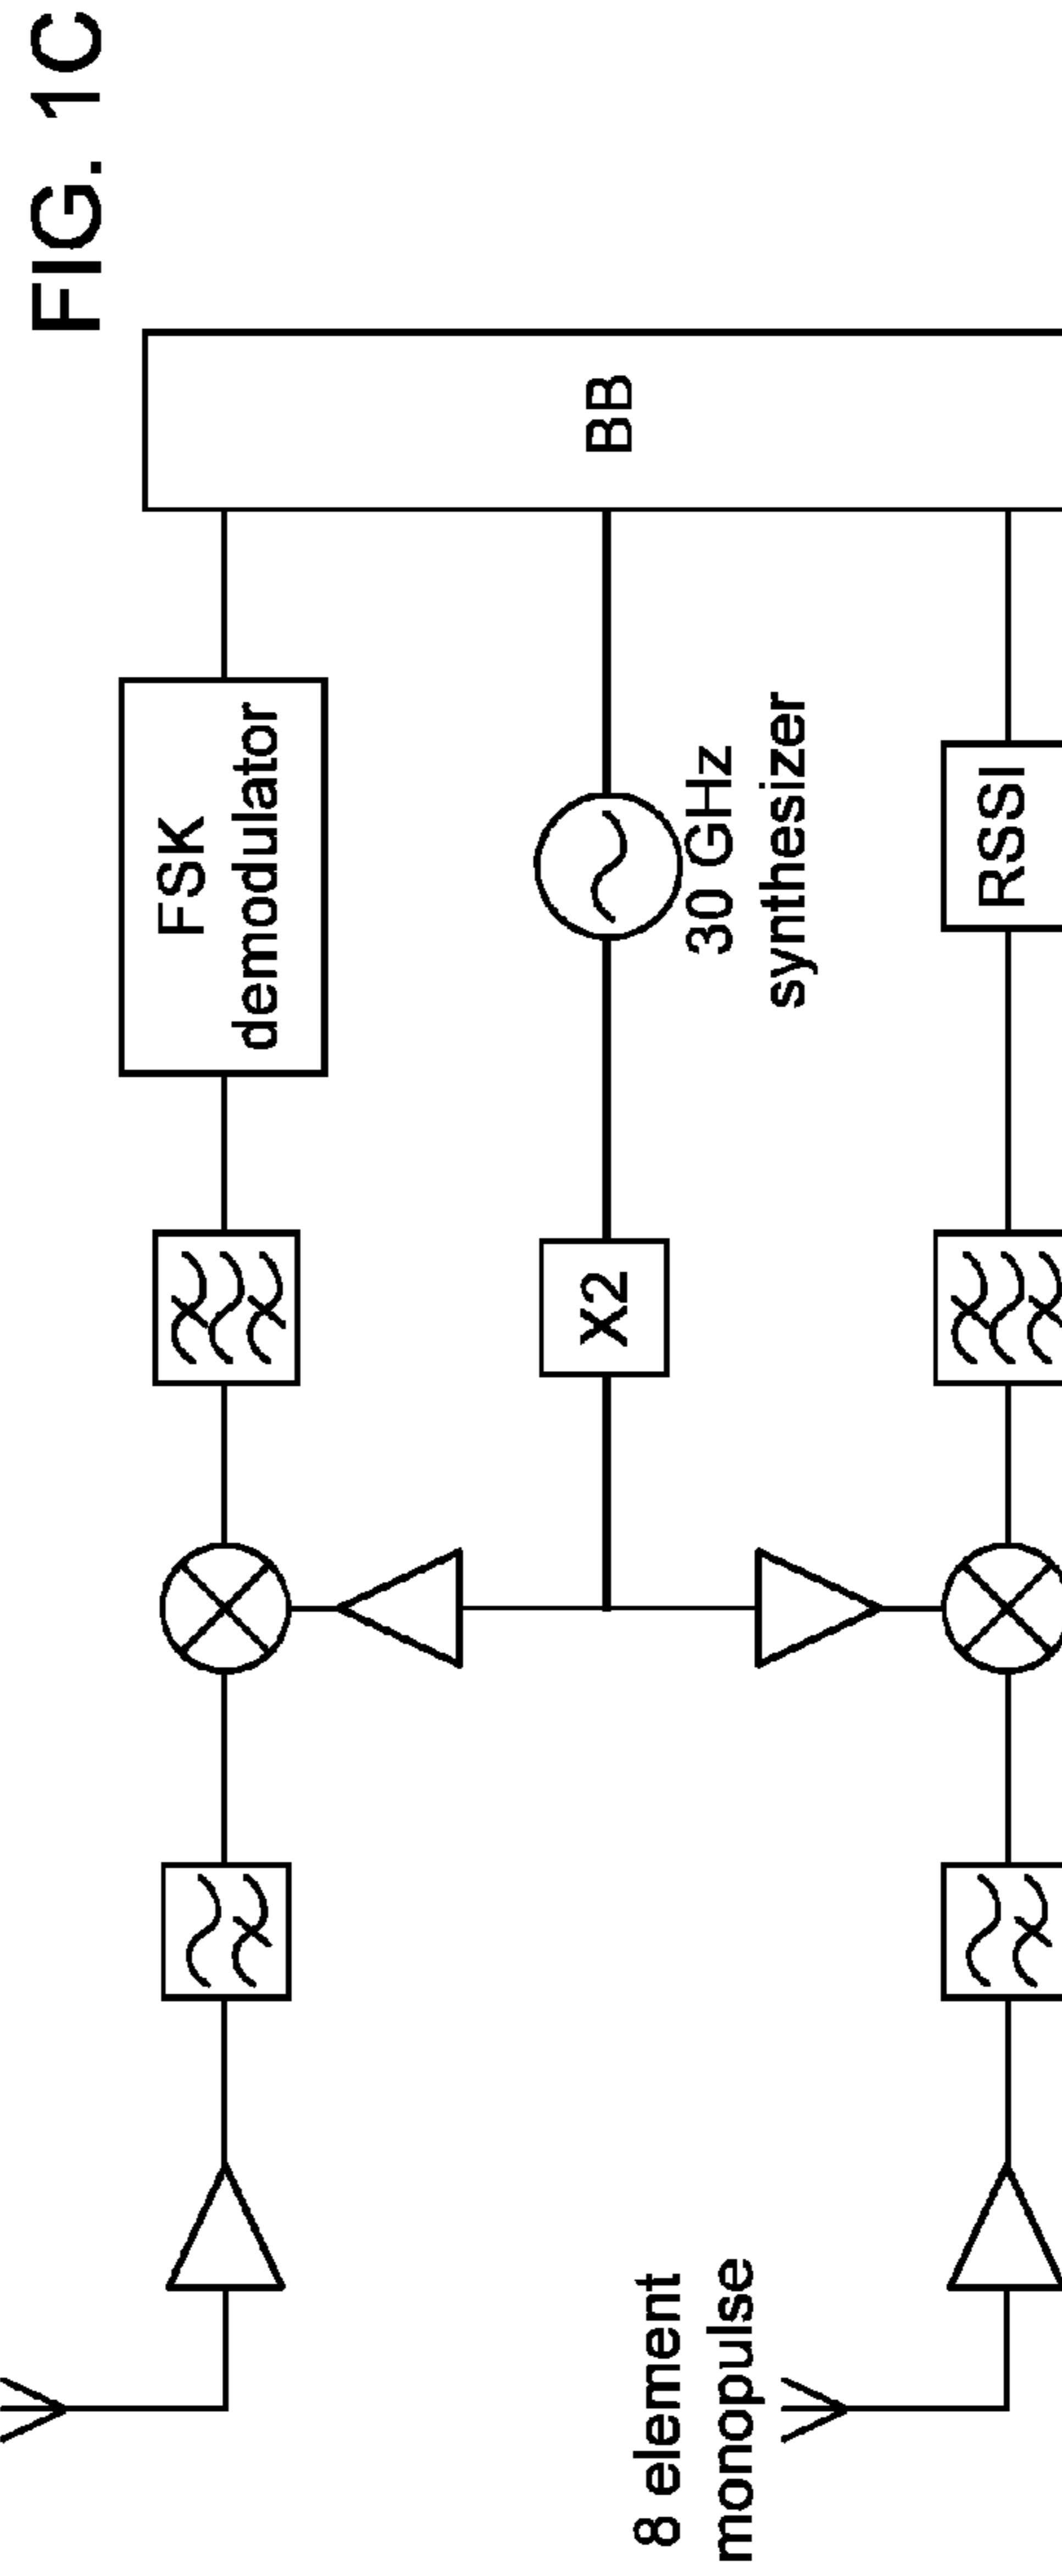 FIG. 1C
FSK
demodulator
BB
X2
30 GHz
synthesizer
8 element
monopulse
RSSI